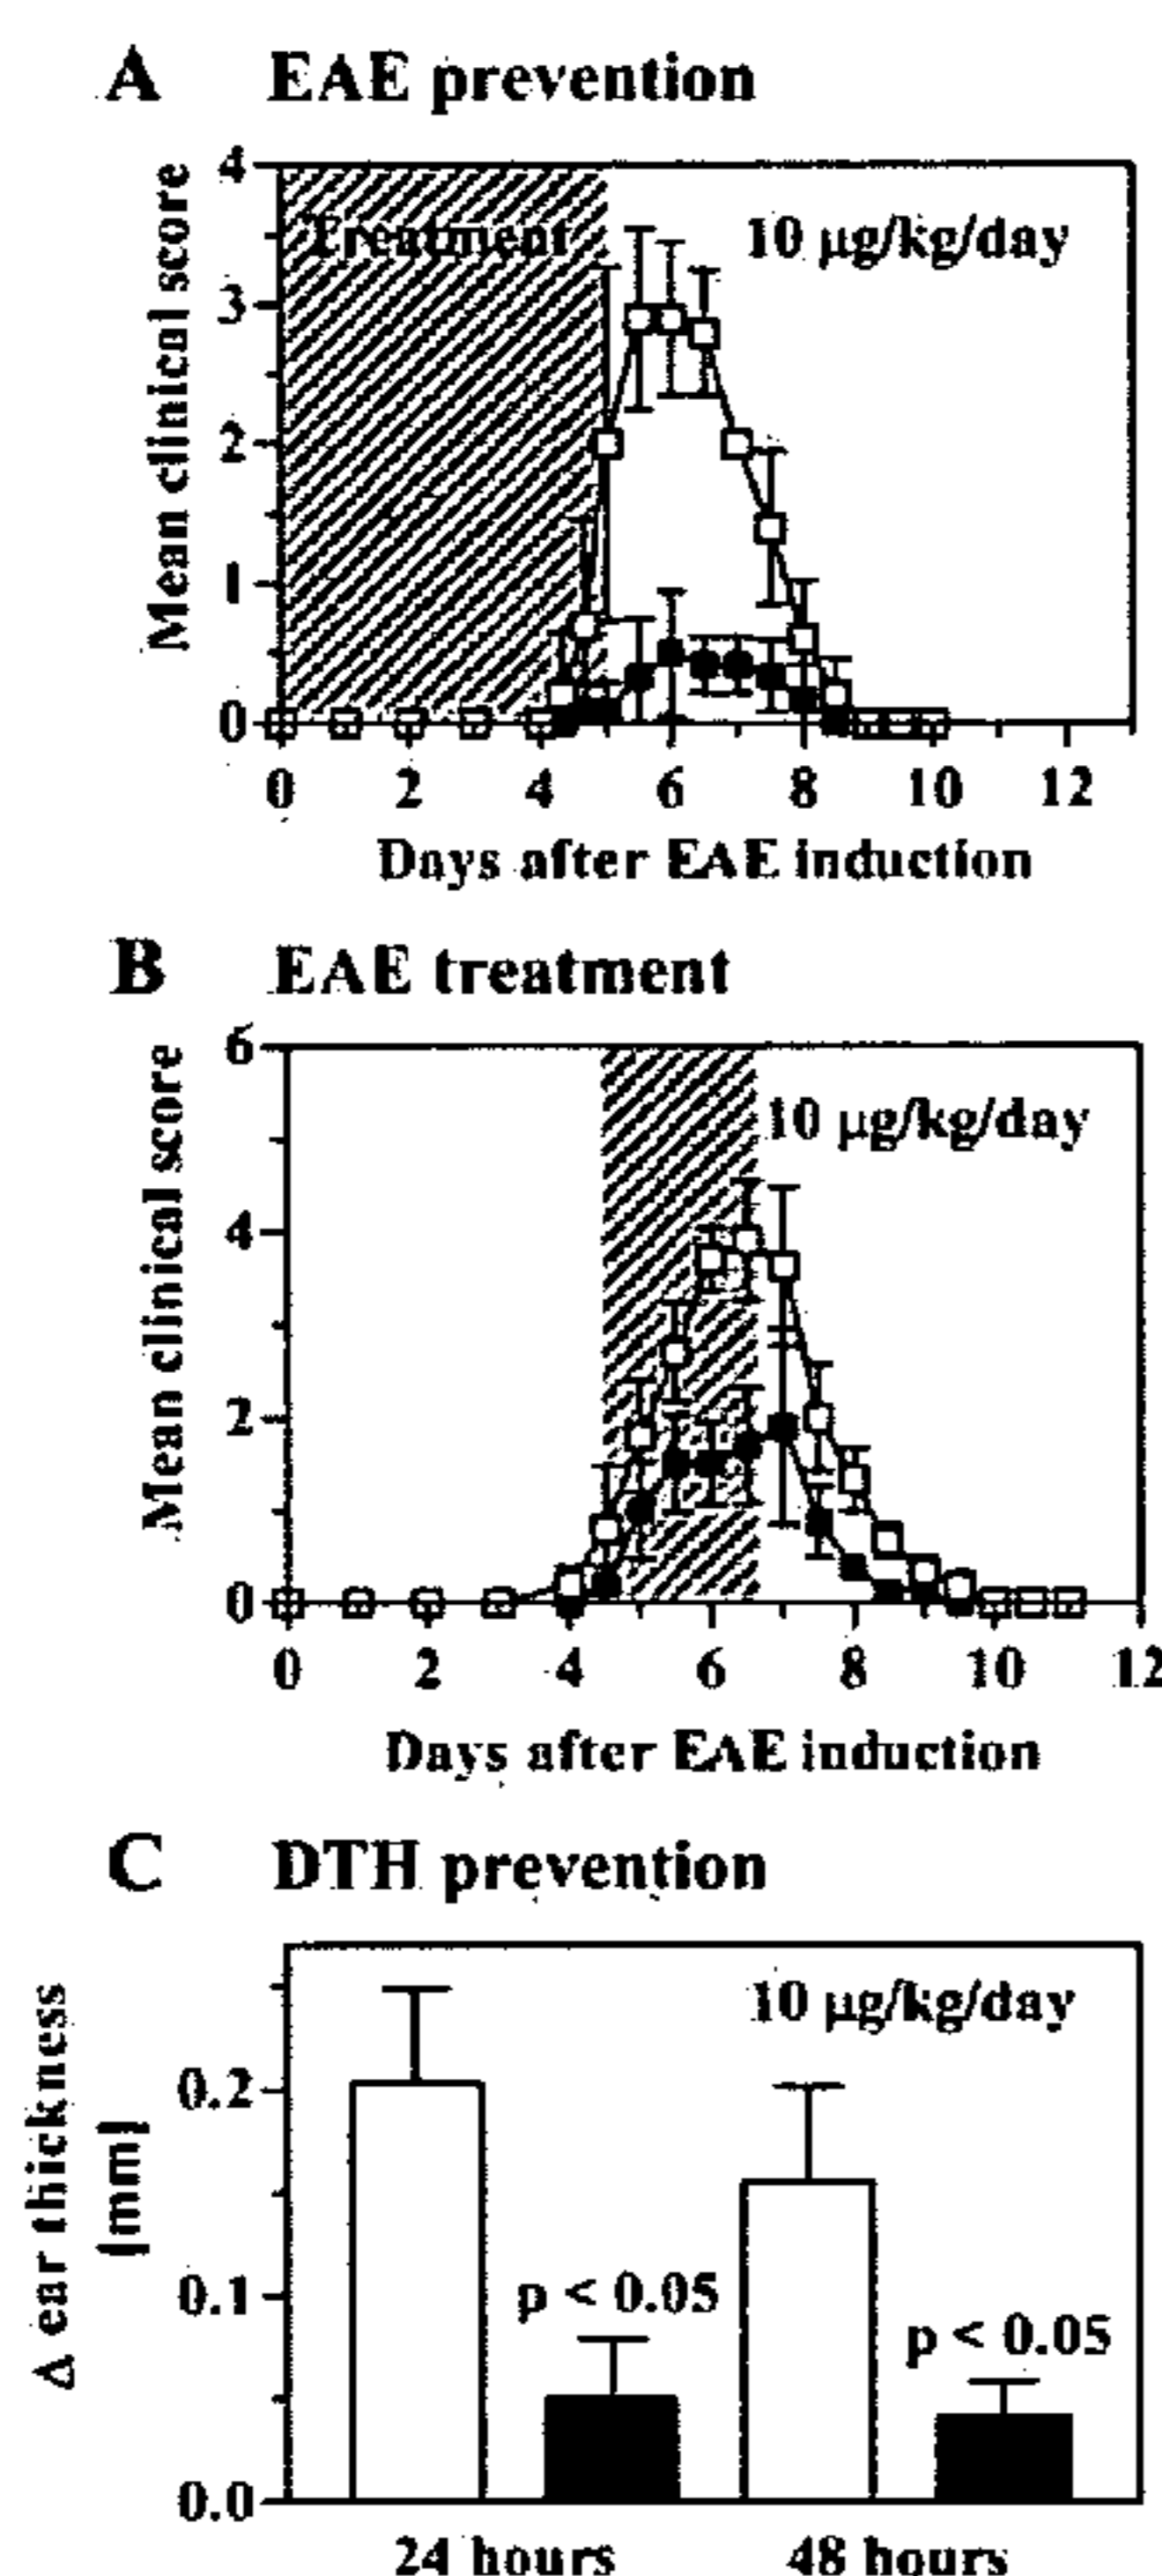 A EAE prevention
4
3
2
1
0
Mean clinical score
Treatment
10 µg/kg/day
0 2 4 6 8 10 12
Days after EAE induction
B EAE treatment
6
4
2
0
Mean clinical score
10 µg/kg/day
0 2 4 6 8 10 12
Days after EAE induction
C DTH prevention
Δ ear thickness
[mm]
0.2
0.1
0.0
10 µg/kg/day
p < 0.05
p < 0.05
24 hours 48 hours